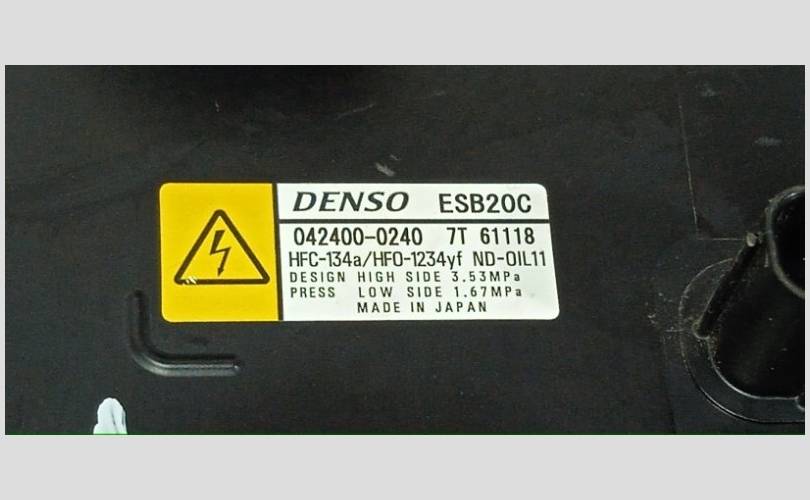 DENSO ESB20C
042400-0240 7T 61118
HFC-134a/HFO-1234yf ND-OIL11
DESIGN HIGH SIDE 3.53MPa
PRESS LOW SIDE 1.67MPa
MADE IN JAPAN